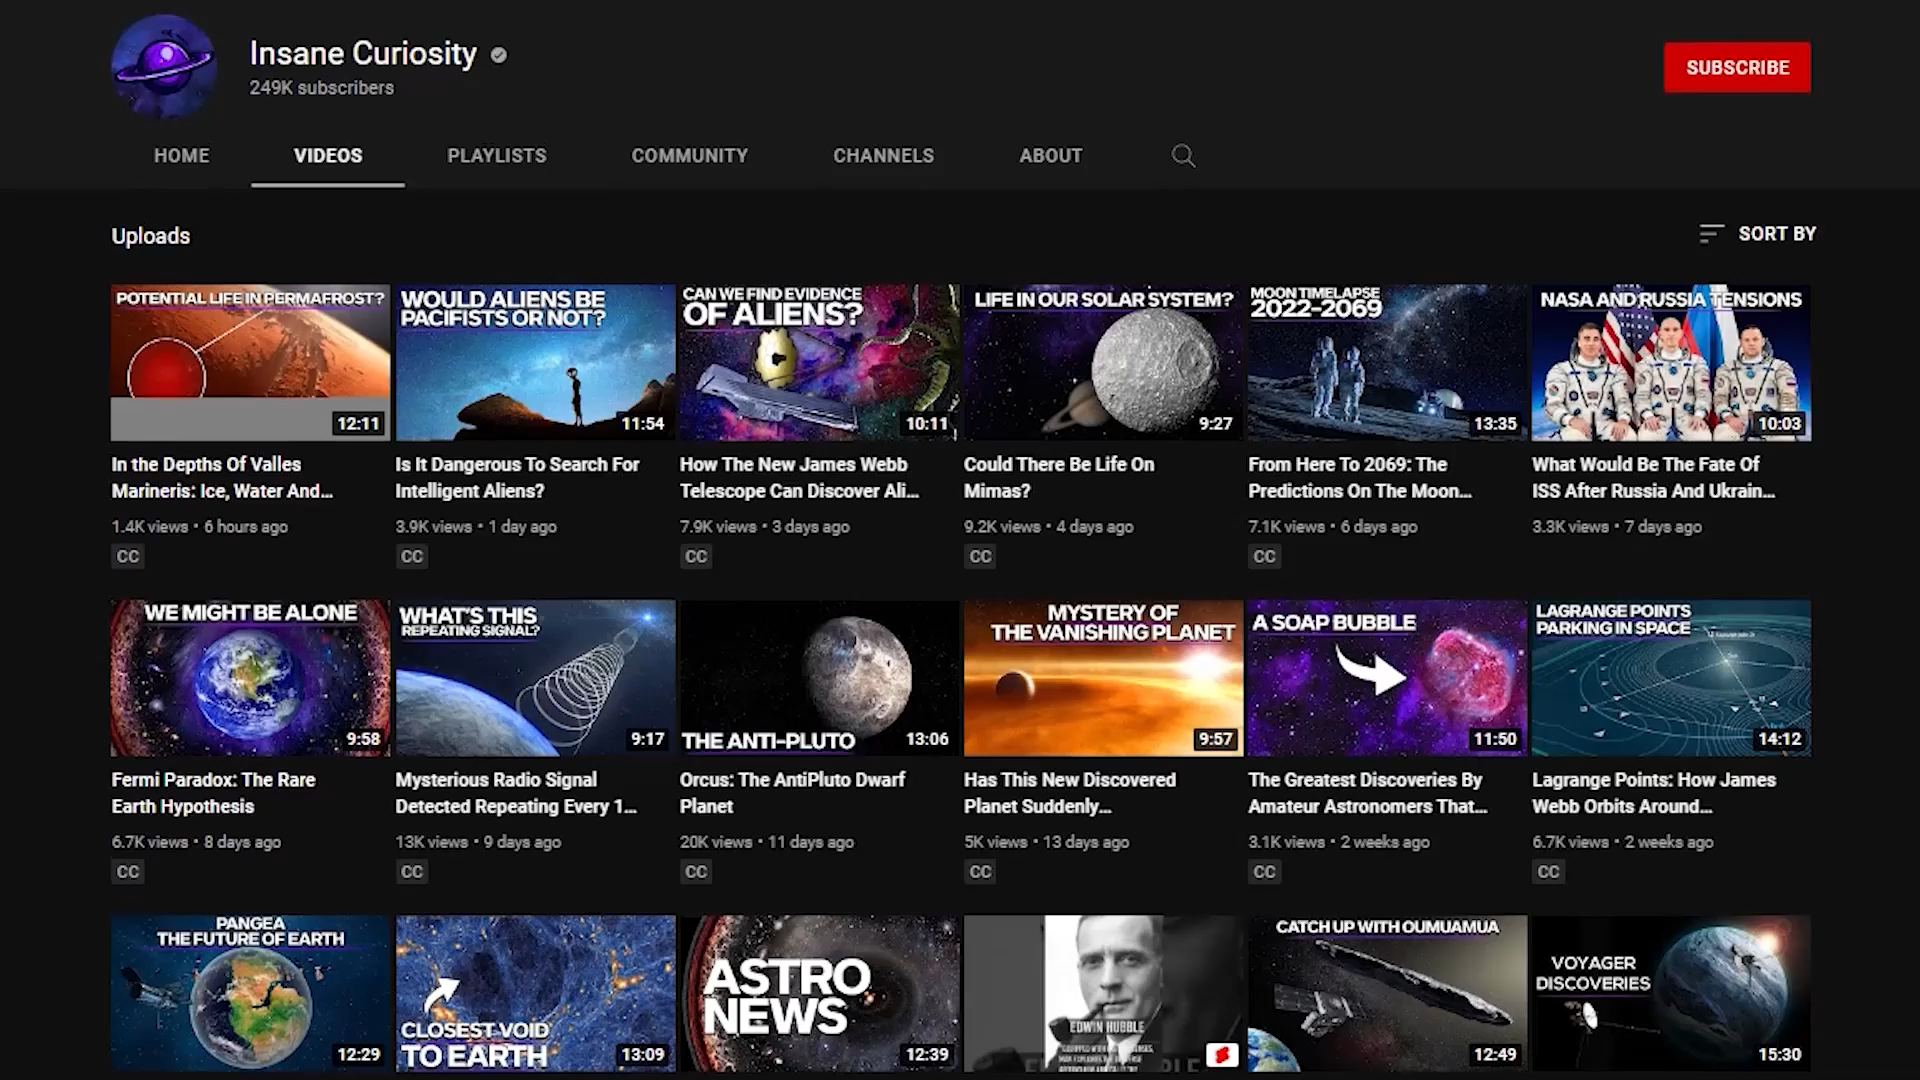 Insane Curiosity
249K subscribers
SUBSCRIBE
HOME
VIDEOS
PLAYLISTS
COMMUNITY
CHANNELS
ABOUT
Uploads
SORT BY
POTENTIAL LIFE IN PERMAFROST?
12:11
In the Depths Of Valles
Marineris: Ice, Water And...
1.4K views • 6 hours ago
CC
WOULD ALIENS BE
PACIFISTS OR NOT?
11:54
Is It Dangerous To Search For
Intelligent Aliens?
3.9K views • 1 day ago
CC
CAN WE FIND EVIDENCE
OF ALIENS?
10:11
How The New James Webb
Telescope Can Discover Ali...
7.9K views • 3 days ago
CC
LIFE IN OUR SOLAR SYSTEM?
9:27
Could There Be Life On
Mimas?
9.2K views • 4 days ago
CC
MOON TIMELAPSE
2022-2069
13:35
From Here To 2069: The
Predictions On The Moon...
7.1K views • 6 days ago
CC
NASA AND RUSSIA TENSIONS
10:03
What Would Be The Fate Of
ISS After Russia And Ukrain...
3.3K views • 7 days ago
WE MIGHT BE ALONE
9:58
Fermi Paradox: The Rare
Earth Hypothesis
6.7K views • 8 days ago
CC
WHAT'S THIS
REPEATING SIGNAL?
9:17
Mysterious Radio Signal
Detected Repeating Every 1...
13K views • 9 days ago
CC
THE ANTI-PLUTO
13:06
Orcus: The AntiPluto Dwarf
Planet
20K views • 11 days ago
CC
MYSTERY OF
THE VANISHING PLANET
9:57
Has This New Discovered
Planet Suddenly...
5K views • 13 days ago
CC
A SOAP BUBBLE
11:50
The Greatest Discoveries By
Amateur Astronomers That...
3.1K views • 2 weeks ago
CC
LAGRANGE POINTS
PARKING IN SPACE
14:12
Lagrange Points: How James
Webb Orbits Around...
6.7K views • 2 weeks ago
CC
PANGEA
THE FUTURE OF EARTH
12:29
CLOSEST VOID
TO EARTH
13:09
ASTRO
NEWS
12:39
EDWIN HUBBLE
CATCH UP WITH OUMUAMUA
12:49
VOYAGER
DISCOVERIES
15:30